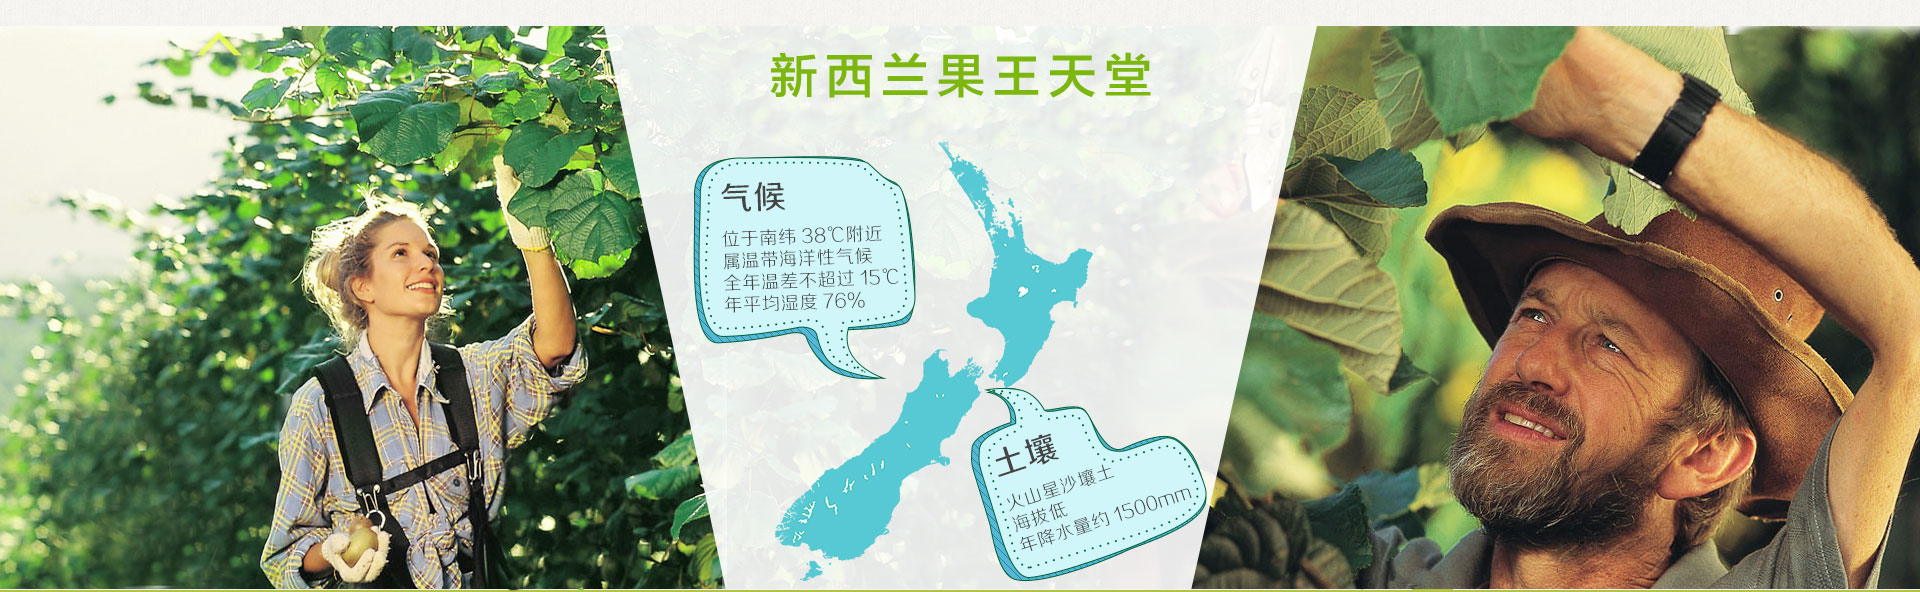 新西兰果王天堂
气候
位于南纬 38℃附近
属温带海洋性气候
全年温差不超过 15℃
年平均湿度 76%
土壤
火山星沙壤土
海拔低
年降水量约 1500mm